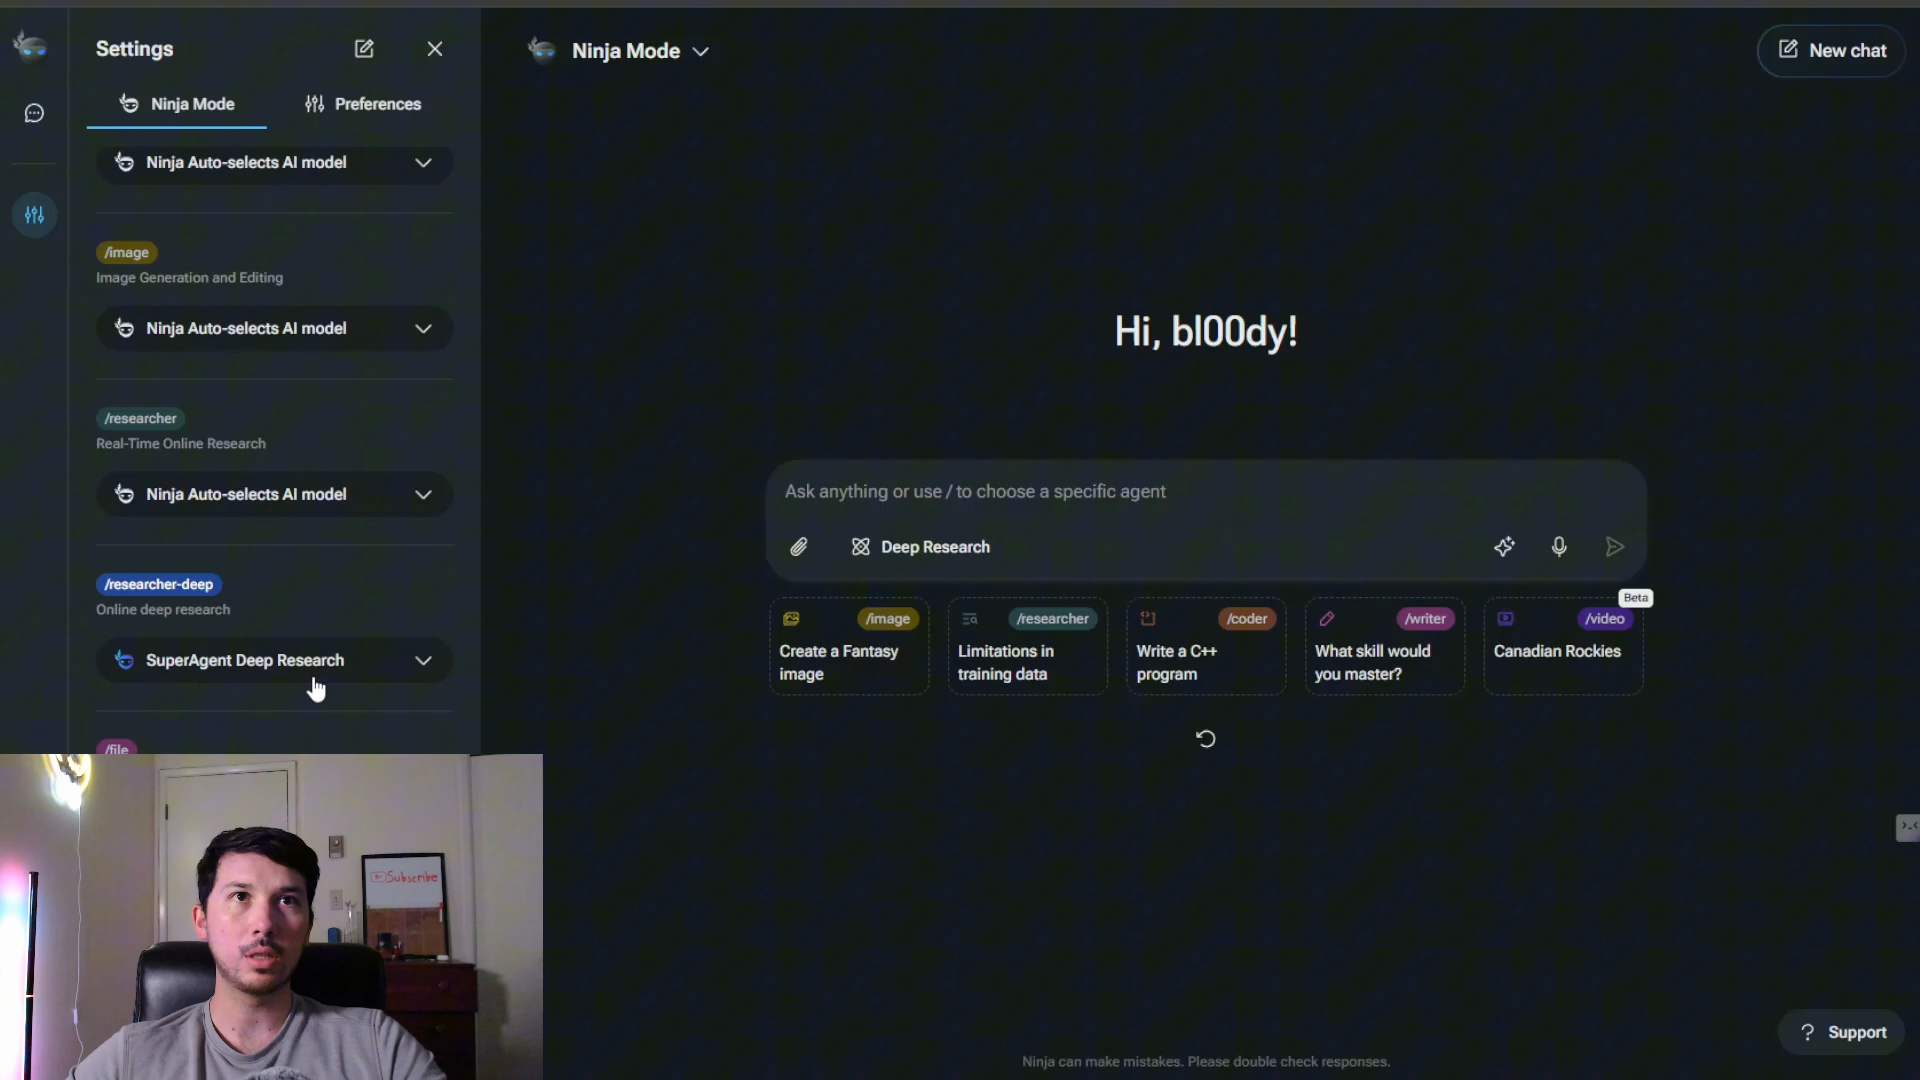 Settings
Ninja Mode
Preferences
Ninja Auto-selects AI model
/image
Image Generation and Editing
Ninja Auto-selects AI model
/researcher
Real-Time Online Research
Ninja Auto-selects AI model
/researcher-deep
Online deep research
SuperAgent Deep Research
/file
Subscribe
Ninja Mode
New chat
Hi, bl00dy!
Ask anything or use / to choose a specific agent
Deep Research
/image
Create a Fantasy
image
/researcher
Limitations in
training data
/coder
Write a C++
program
/writer
What skill would
you master?
Beta
/video
Canadian Rockies
? Support
Ninja can make mistakes. Please double check responses.